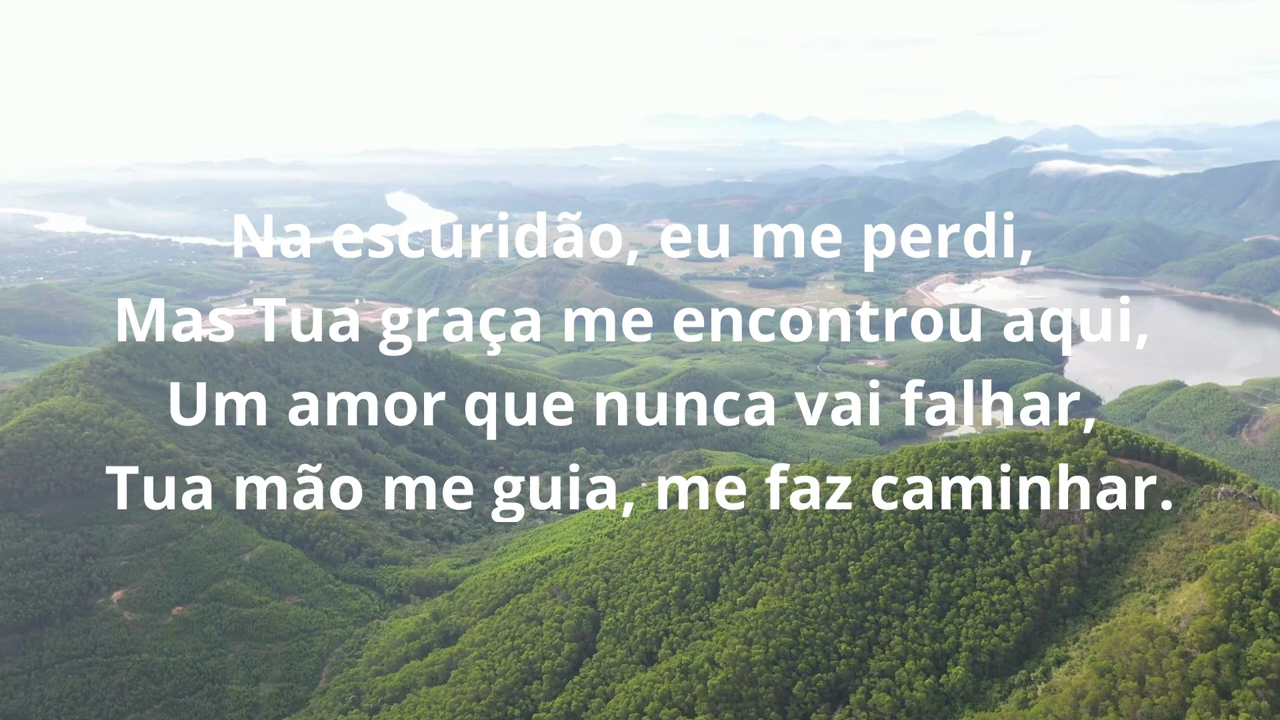 Na escuridão, eu me perdi,
Mas Tua graça me encontrou aqui,
Um amor que nunca vai falhar,
Tua mão me guia, me faz caminhar.